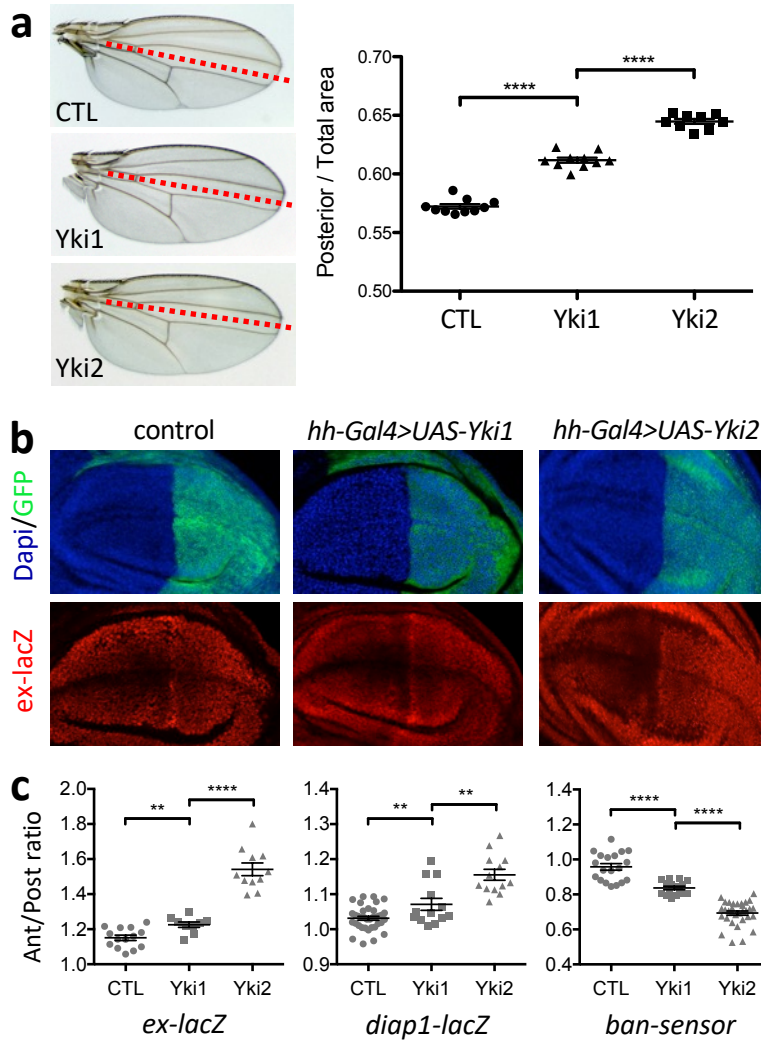 a
CTL
Yki1
Yki2
Posterior / Total area
0.70
0.65
0.60
0.55
0.50
****
****
CTL Yki1 Yki2
b
control hh-Gal4>UAS-Yki1 hh-Gal4>UAS-Yki2
Dapi/GFP
ex-lacZ
c
Ant/Post ratio
2.0
1.8
1.6
1.4
1.2
1.0
**
****
CTL Yki1 Yki2
ex-lacZ
1.3
1.2
1.1
1.0
0.9
**
**
CTL Yki1 Yki2
diap1-lacZ
1.4
1.2
1.0
0.8
0.6
0.4
****
****
CTL Yki1 Yki2
ban-sensor